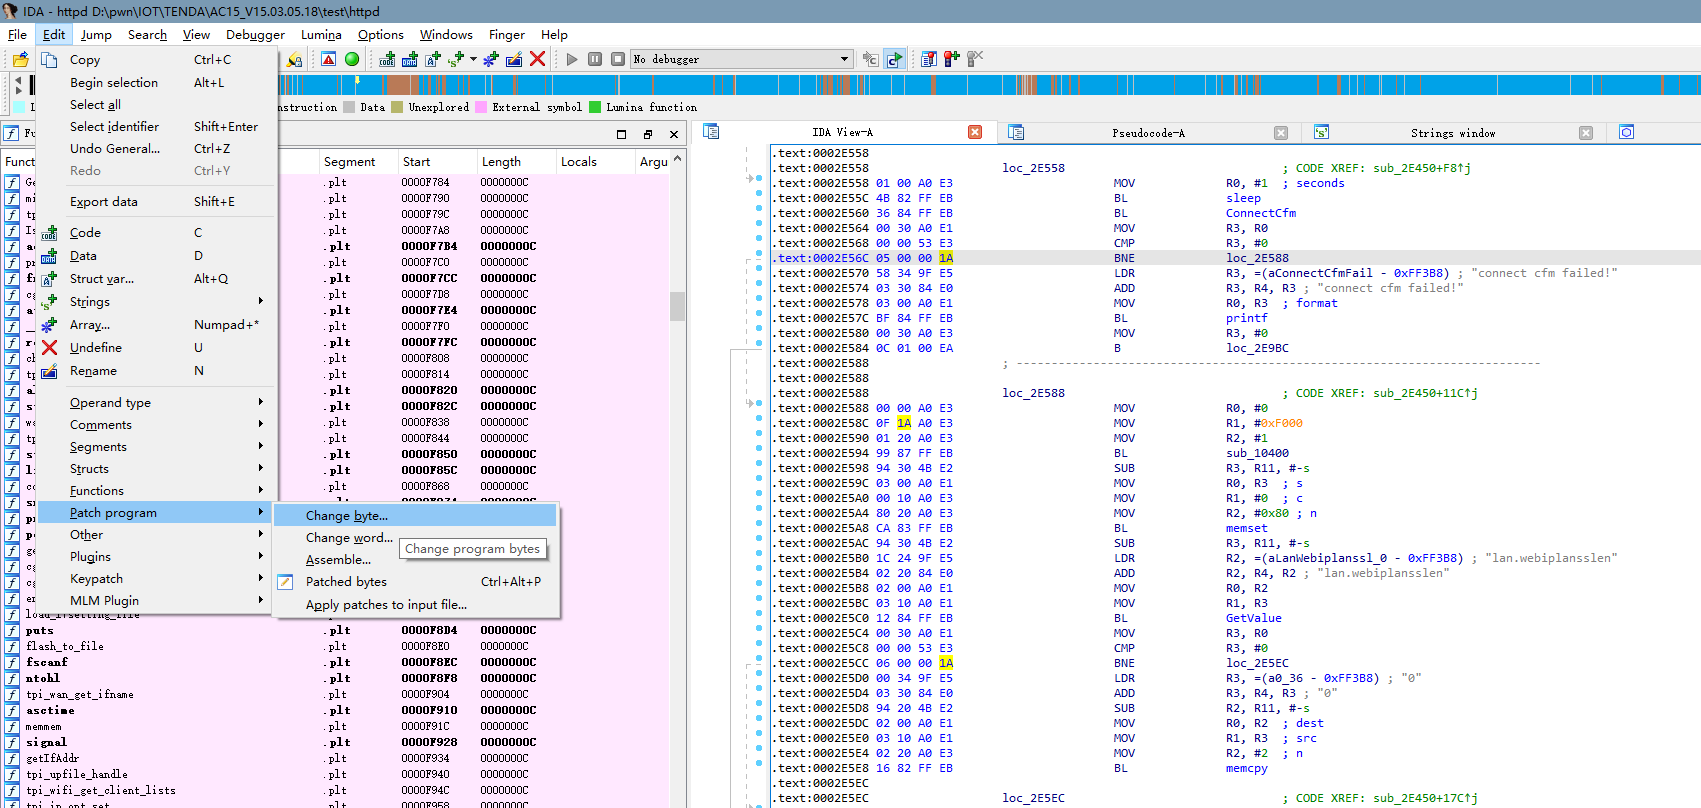 IDA - httpd D:\pwn\IOT\TENDA\AC15_V15.03.05.18\test\httpd
File Edit Jump Search View Debugger Lumina Options Windows Finger Help
No debugger
Copy Ctrl+C
Begin selection Alt+L
Select all
Select identifier Shift+Enter
Undo General... Ctrl+Z
Redo Ctrl+Y
Export data Shift+E
Code C
Data D
Struct var... Alt+Q
Strings
Array... Numpad+*
Undefine U
Rename N
Operand type
Comments
Segments
Structs
Functions
Patch program
Other
Plugins
Keypatch
MLM Plugin
Change byte...
Change word...
Change program bytes
Assemble...
Patched bytes Ctrl+Alt+P
Apply patches to input file...
nstruction Data Unexplored External symbol Lumina function
Funct Segment Start Length Locals Argu
.plt 0000F784 0000000C
.plt 0000F790 0000000C
.plt 0000F79C 0000000C
.plt 0000F7A8 0000000C
.plt 0000F7B4 0000000C
.plt 0000F7C0 0000000C
.plt 0000F7CC 0000000C
.plt 0000F7D8 0000000C
.plt 0000F7E4 0000000C
.plt 0000F7F0 0000000C
.plt 0000F7FC 0000000C
.plt 0000F808 0000000C
.plt 0000F814 0000000C
.plt 0000F820 0000000C
.plt 0000F82C 0000000C
.plt 0000F838 0000000C
.plt 0000F844 0000000C
.plt 0000F850 0000000C
.plt 0000F85C 0000000C
.plt 0000F868 0000000C
puts .plt 0000F8D4 0000000C
flash_to_file .plt 0000F8E0 0000000C
fscanf .plt 0000F8EC 0000000C
ntohl .plt 0000F8F8 0000000C
tpi_wan_get_ifname .plt 0000F904 0000000C
asctime .plt 0000F910 0000000C
memmem .plt 0000F91C 0000000C
signal .plt 0000F928 0000000C
getIfAddr .plt 0000F934 0000000C
tpi_upfile_handle .plt 0000F940 0000000C
tpi_wifi_get_client_lists .plt 0000F94C 0000000C
.plt 0000F958 0000000C
IDA View-A Pseudocode-A Strings window
.text:0002E558
.text:0002E558 loc_2E558 ; CODE XREF: sub_2E450+F8↑j
.text:0002E558 01 00 A0 E3 MOV R0, #1 ; seconds
.text:0002E55C 4B 82 FF EB BL sleep
.text:0002E560 36 84 FF EB BL ConnectCfm
.text:0002E564 00 30 A0 E1 MOV R3, R0
.text:0002E568 00 00 53 E3 CMP R3, #0
.text:0002E56C 05 00 00 1A BNE loc_2E588
.text:0002E570 58 34 9F E5 LDR R3, =(aConnectCfmFail - 0xFF3B8) ; "connect cfm failed!"
.text:0002E574 03 30 84 E0 ADD R3, R4, R3 ; "connect cfm failed!"
.text:0002E578 03 00 A0 E1 MOV R0, R3 ; format
.text:0002E57C BF 84 FF EB BL printf
.text:0002E580 00 30 A0 E3 MOV R3, #0
.text:0002E584 0C 01 00 EA B loc_2E9BC
.text:0002E588 ; ---------------------------------------------------------------------------
.text:0002E588
.text:0002E588 loc_2E588 ; CODE XREF: sub_2E450+11C↑j
.text:0002E588 00 00 A0 E3 MOV R0, #0
.text:0002E58C 0F 1A A0 E3 MOV R1, #0xF000
.text:0002E590 01 20 A0 E3 MOV R2, #1
.text:0002E594 99 87 FF EB BL sub_10400
.text:0002E598 94 30 4B E2 SUB R3, R11, #-s
.text:0002E59C 03 00 A0 E1 MOV R0, R3 ; s
.text:0002E5A0 00 10 A0 E3 MOV R1, #0 ; c
.text:0002E5A4 80 20 A0 E3 MOV R2, #0x80 ; n
.text:0002E5A8 CA 83 FF EB BL memset
.text:0002E5AC 94 30 4B E2 SUB R3, R11, #-s
.text:0002E5B0 1C 24 9F E5 LDR R2, =(aLanWebiplanssl_0 - 0xFF3B8) ; "lan.webiplansslen"
.text:0002E5B4 02 20 84 E0 ADD R2, R4, R2 ; "lan.webiplansslen"
.text:0002E5B8 02 00 A0 E1 MOV R0, R2
.text:0002E5BC 03 10 A0 E1 MOV R1, R3
.text:0002E5C0 12 84 FF EB BL GetValue
.text:0002E5C4 00 30 A0 E1 MOV R3, R0
.text:0002E5C8 00 00 53 E3 CMP R3, #0
.text:0002E5CC 06 00 00 1A BNE loc_2E5EC
.text:0002E5D0 00 34 9F E5 LDR R3, =(a0_36 - 0xFF3B8) ; "0"
.text:0002E5D4 03 30 84 E0 ADD R3, R4, R3 ; "0"
.text:0002E5D8 94 20 4B E2 SUB R2, R11, #-s
.text:0002E5DC 02 00 A0 E1 MOV R0, R2 ; dest
.text:0002E5E0 03 10 A0 E1 MOV R1, R3 ; src
.text:0002E5E4 02 20 A0 E3 MOV R2, #2 ; n
.text:0002E5E8 16 82 FF EB BL memcpy
.text:0002E5EC
.text:0002E5EC loc_2E5EC ; CODE XREF: sub_2E450+17C↑j